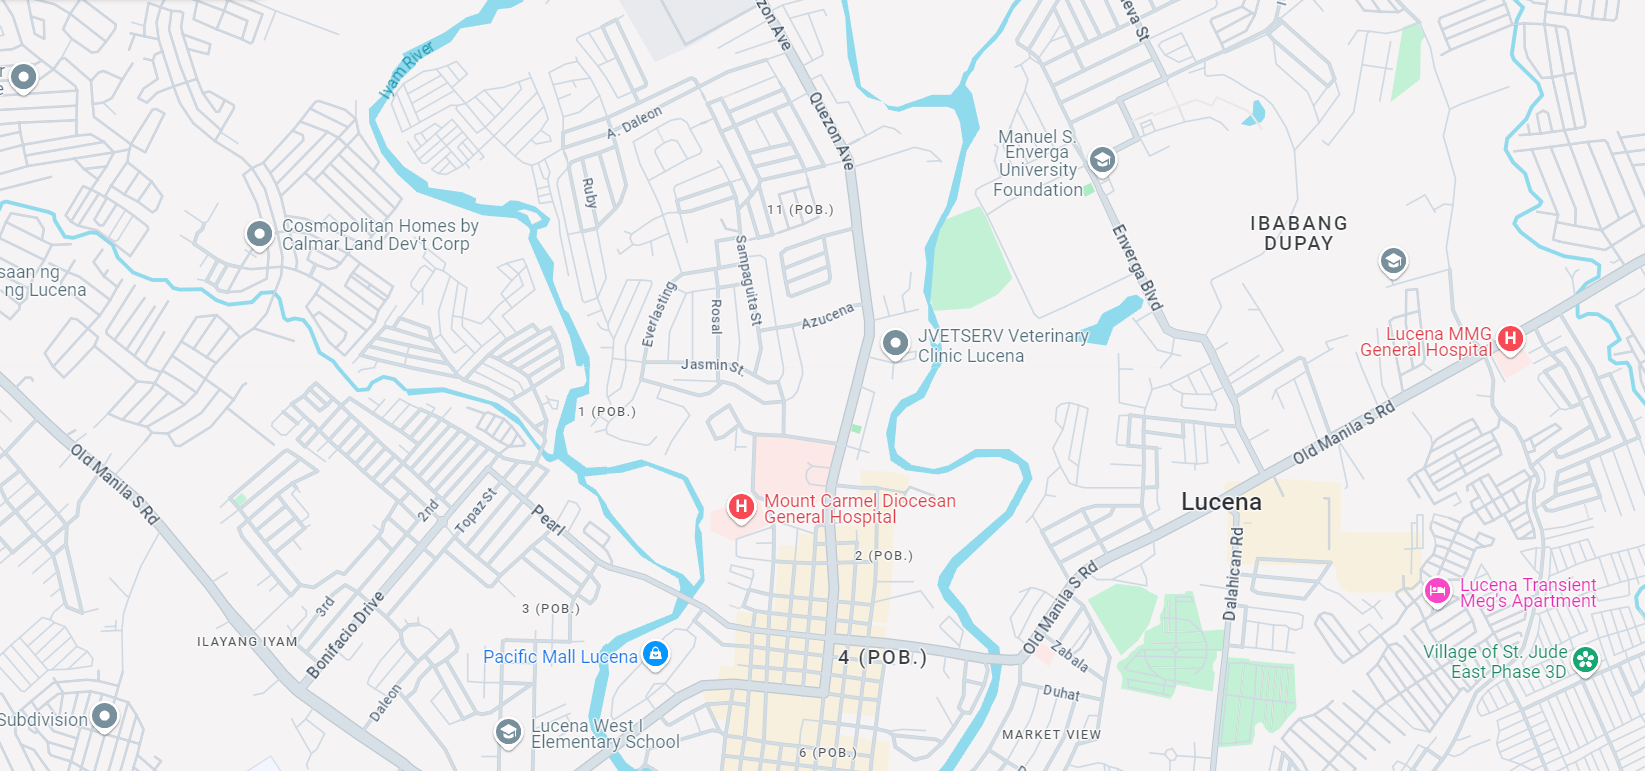 Quezon Ave
eva St
Iyam River
Quezon Ave
A. Daleon
Manuel S.
Enverga
University
Foundation
Ruby
11 (POB.)
IBABANG
DUPAY
Cosmopolitan Homes by
Calmar Land Dev't Corp
Enverga Blvd
Sampaguita St
saan ng
ng Lucena
Everlasting
Rosal
Azucena
JVETSERV Veterinary
Clinic Lucena
Lucena MMG
General Hospital
Jasmin St.
1 (POB.)
Old Manila S Rd
Old Manila S Rd
2nd
Topaz St
Pearl
Mount Carmel Diocesan
General Hospital
Lucena
2 (POB.)
Dalahican Rd
Old Manila S Rd
Lucena Transient
Meg's Apartment
3rd
Bonifacio Drive
3 (POB.)
ILAYANG IYAM
Pacific Mall Lucena
4 (POB.)
Zabala
Village of St. Jude
East Phase 3D
Daleon
Duhat
Subdivision
Lucena West I
Elementary School
MARKET VIEW
6 (POB.)